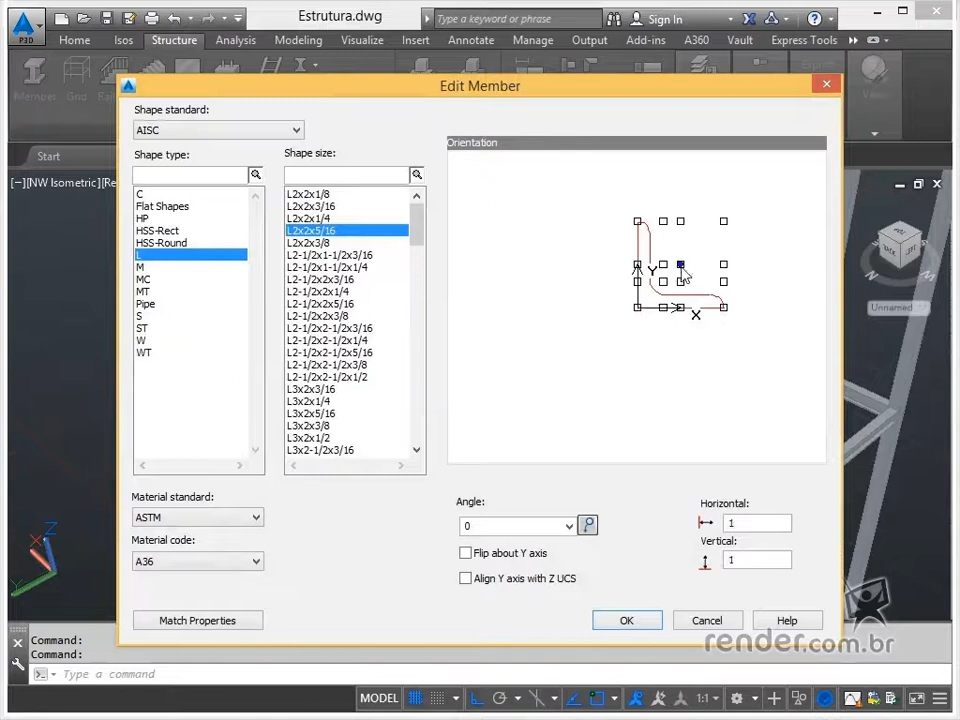 P3D
Estrutura.dwg
Type a keyword or phrase
Sign In
Home
Isos
Structure
Analysis
Modeling
Visualize
Insert
Annotate
Manage
Output
Add-ins
A360
Vault
Express Tools
Member
Grid
Start
[−][NW Isometric][Re
Unnamed
Edit Member
Shape standard:
AISC
Shape type:
C
Flat Shapes
HP
HSS-Rect
HSS-Round
L
M
MC
MT
Pipe
S
ST
W
WT
Shape size:
L2x2x1/8
L2x2x3/16
L2x2x1/4
L2x2x5/16
L2x2x3/8
L2-1/2x1-1/2x3/16
L2-1/2x1-1/2x1/4
L2-1/2x2x3/16
L2-1/2x2x1/4
L2-1/2x2x5/16
L2-1/2x2x3/8
L2-1/2x2-1/2x3/16
L2-1/2x2-1/2x1/4
L2-1/2x2-1/2x5/16
L2-1/2x2-1/2x3/8
L2-1/2x2-1/2x1/2
L3x2x3/16
L3x2x1/4
L3x2x5/16
L3x2x3/8
L3x2x1/2
L3x2-1/2x3/16
Orientation
Y
X
Material standard:
ASTM
Material code:
A36
Match Properties
Angle:
0
Flip about Y axis
Align Y axis with Z UCS
Horizontal:
1
Vertical:
1
OK
Cancel
Help
render.com.br
X
Z
Y
Command:
Command:
Type a command
MODEL
1:1